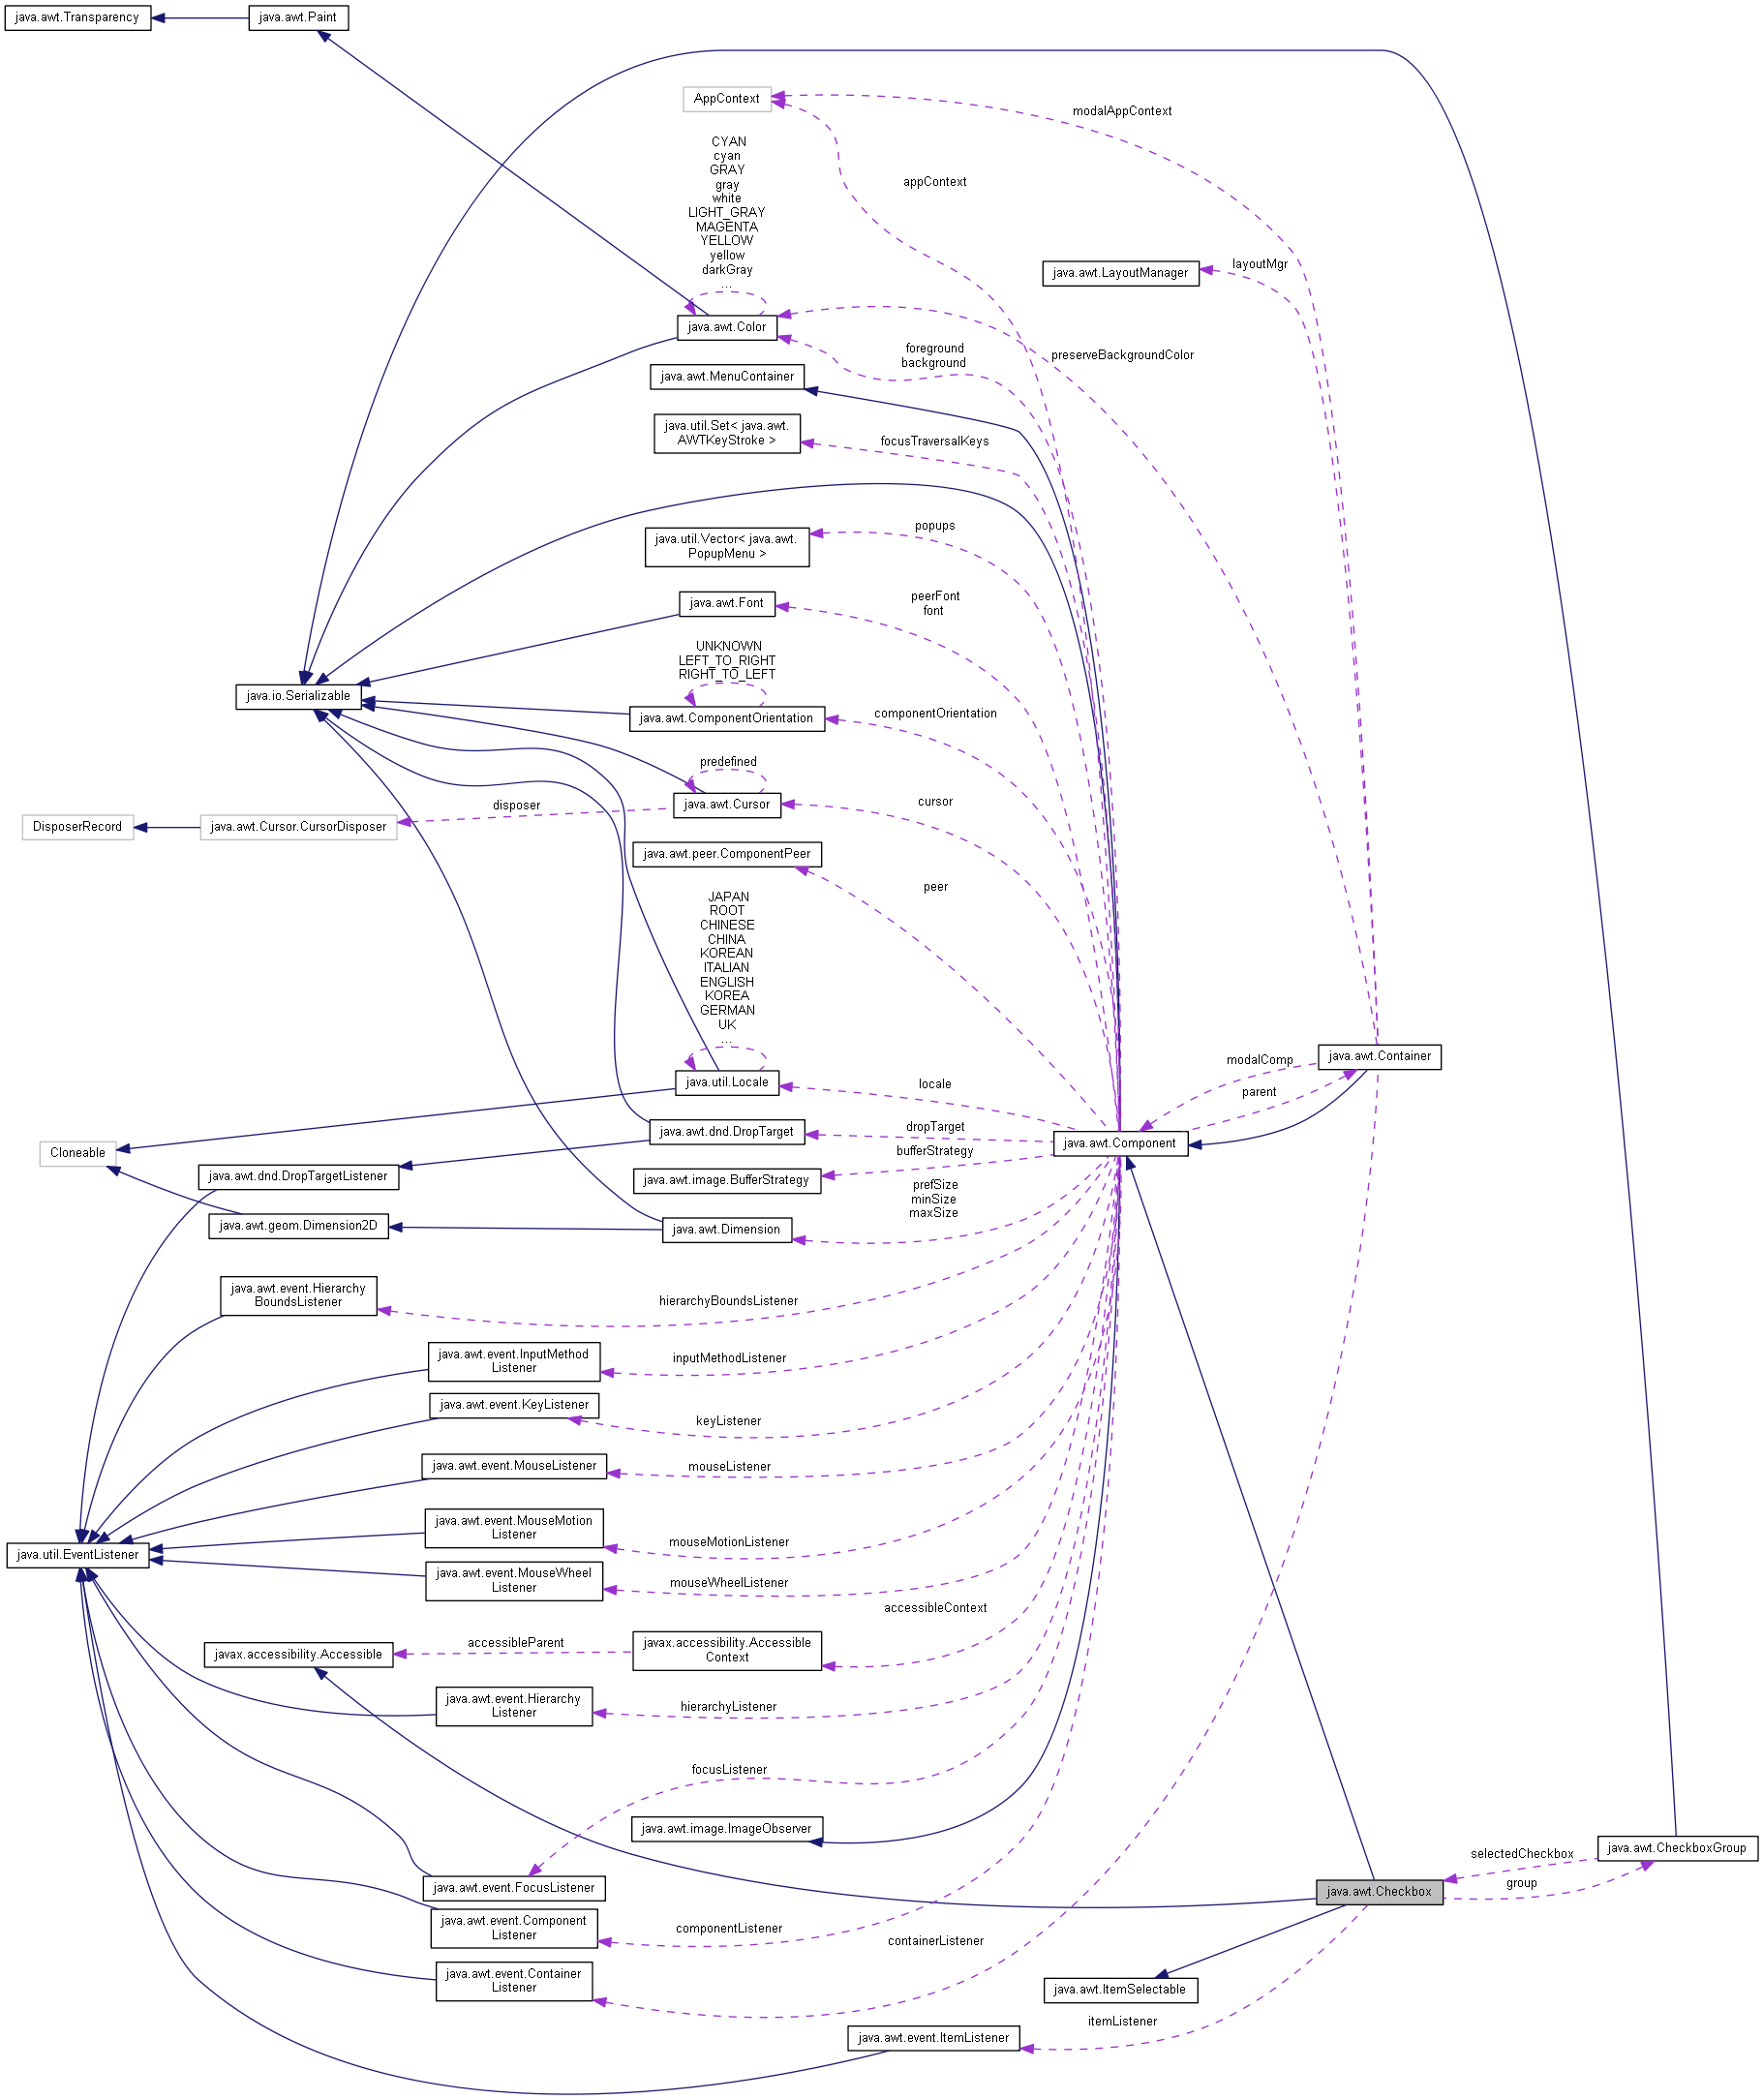 java.awt.Transparency
java.awt.Paint
AppContext
modalAppContext
CYAN
cyan
GRAY
gray
white
LIGHT_GRAY
MAGENTA
YELLOW
yellow
darkGray
...
appContext
layoutMgr
java.awt.LayoutManager
java.awt.Color
foreground
background
preserveBackgroundColor
java.awt.MenuContainer
java.util.Set< java.awt.
AWTKeyStroke >
focusTraversalKeys
popups
java.util.Vector< java.awt.
PopupMenu >
java.awt.Font
peerFont
font
UNKNOWN
LEFT_TO_RIGHT
RIGHT_TO_LEFT
java.io.Serializable
java.awt.ComponentOrientation
componentOrientation
predefined
java.awt.Cursor
cursor
disposer
DisposerRecord
java.awt.Cursor.CursorDisposer
java.awt.peer.ComponentPeer
peer
JAPAN
ROOT
CHINESE
CHINA
KOREAN
ITALIAN
ENGLISH
KOREA
GERMAN
UK
...
java.util.Locale
locale
modalComp
java.awt.Container
parent
java.awt.dnd.DropTarget
dropTarget
java.awt.Component
Cloneable
bufferStrategy
java.awt.dnd.DropTargetListener
java.awt.image.BufferStrategy
prefSize
minSize
maxSize
java.awt.geom.Dimension2D
java.awt.Dimension
java.awt.event.Hierarchy
BoundsListener
hierarchyBoundsListener
java.awt.event.InputMethod
Listener
inputMethodListener
java.awt.event.KeyListener
keyListener
java.awt.event.MouseListener
mouseListener
java.awt.event.MouseMotion
Listener
mouseMotionListener
java.util.EventListener
java.awt.event.MouseWheel
Listener
mouseWheelListener
accessibleContext
javax.accessibility.Accessible
accessibleParent
javax.accessibility.Accessible
Context
java.awt.event.Hierarchy
Listener
hierarchyListener
focusListener
java.awt.image.ImageObserver
java.awt.CheckboxGroup
selectedCheckbox
group
java.awt.event.FocusListener
java.awt.Checkbox
java.awt.event.Component
Listener
componentListener
containerListener
java.awt.event.Container
Listener
java.awt.ItemSelectable
itemListener
java.awt.event.ItemListener